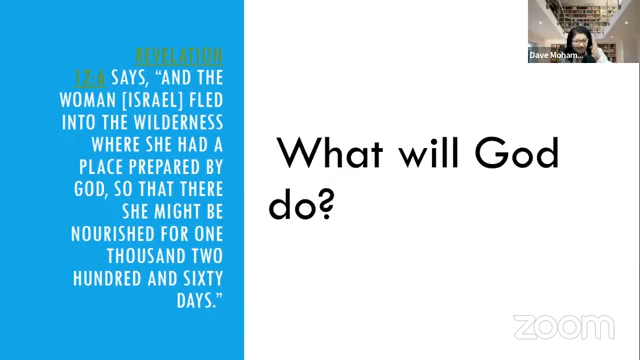 REVELATION
12.6 SAYS, “AND THE
WOMAN [ISRAEL] FLED
INTO THE WILDERNESS
WHERE SHE HAD A
PLACE PREPARED BY
GOD, SO THAT THERE
SHE MIGHT BE
NOURISHED FOR ONE
THOUSAND TWO
HUNDRED AND SIXTY
DAYS.”
What will God
do?
Dave Moham...
zoom